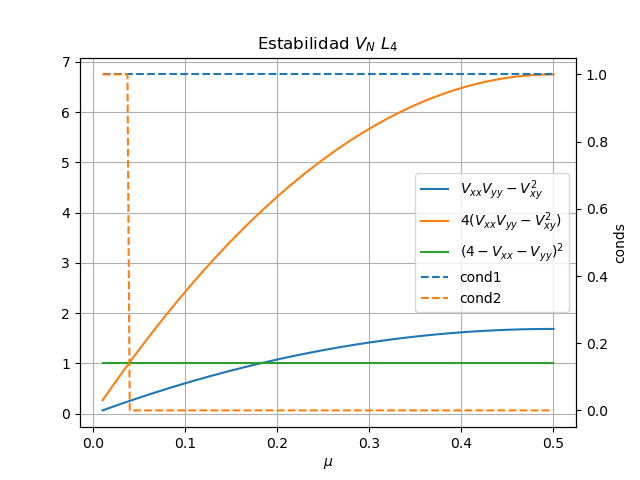 Estabilidad $V_N$ $L_4$
7
6
5
4
3
2
1
0
1.0
0.8
0.6
0.4
0.2
0.0
conds
$V_{xx}V_{yy} - V_{xy}^2$
$4(V_{xx}V_{yy} - V_{xy}^2)$
$(4 - V_{xx} - V_{yy})^2$
cond1
cond2
0.0 0.1 0.2 0.3 0.4 0.5
$\mu$